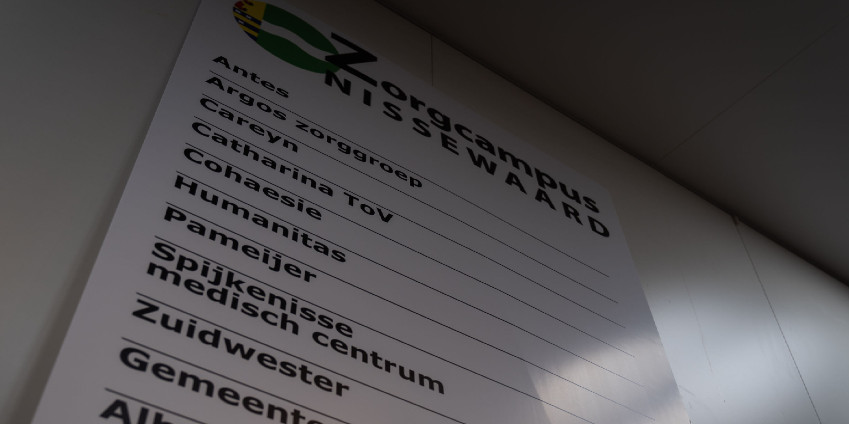 Zorgcampus
NISSEWAARD
Antes
Argos zorggroep
Careyn
Catharina ToV
Cohaesie
Humanitas
Pameijer
Spijkenisse
medisch centrum
Zuidwester